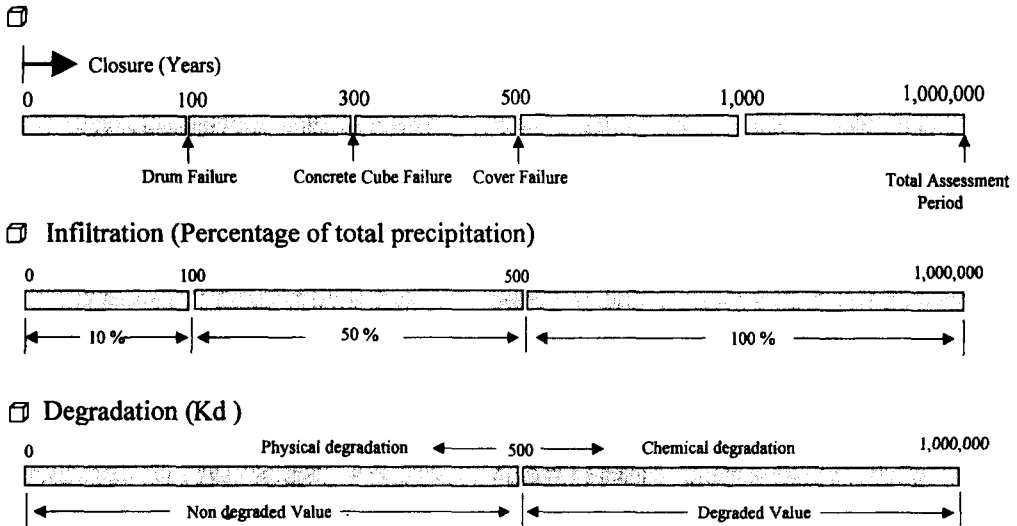 Closure (Years)
0 100 300 500 1,000 1,000,000
Drum Failure Concrete Cube Failure Cover Failure Total Assessment
Period
Infiltration (Percentage of total precipitation)
0 100 500 1,000,000
10 % 50 % 100 %
Degradation (Kd )
0 Physical degradation 500 Chemical degradation 1,000,000
Non degraded Value Degraded Value